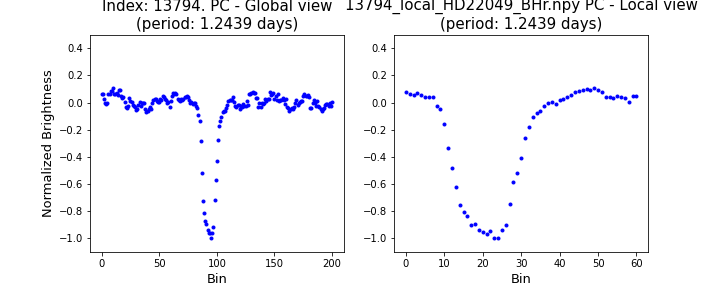 Index: 13794. PC - Global view
(period: 1.2439 days)
13794_local_HD22049_BHr.npy PC - Local view
(period: 1.2439 days)
Normalized Brightness
0.4
0.2
0.0
−0.2
−0.4
−0.6
−0.8
−1.0
0 50 100 150 200
Bin
0.4
0.2
0.0
−0.2
−0.4
−0.6
−0.8
−1.0
0 20 40 60
Bin